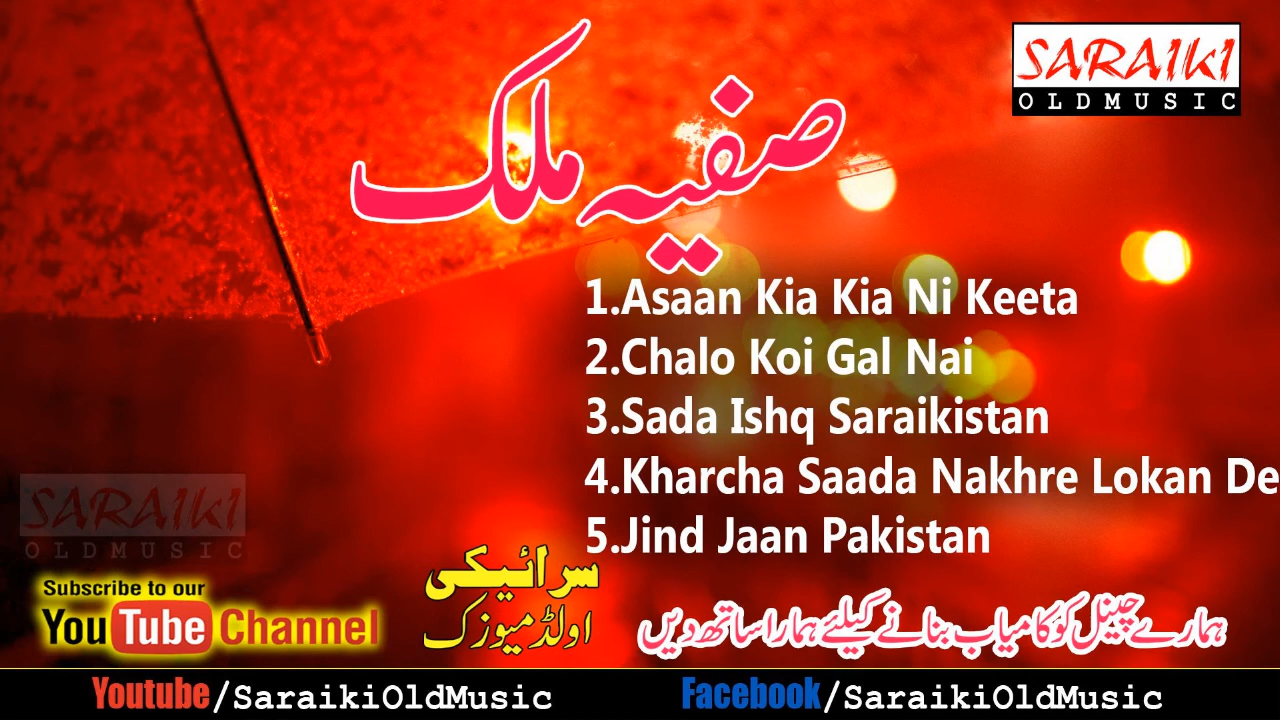 SARAIKI
OLDMUSIC
صفیہ ملک
1.Asaan Kia Kia Ni Keeta
2.Chalo Koi Gal Nai
3.Sada Ishq Saraikistan
4.Kharcha Saada Nakhre Lokan De
5.Jind Jaan Pakistan
SARAIKI
OLDMUSIC
Subscribe to our
YouTube Channel
سرائیکی
اولڈ میوزک
ہمارے چینل کو کامیاب بنانے کیلئے ہمارا ساتھ دیں
Youtube/SaraikiOldMusic
Facebook/SaraikiOldMusic